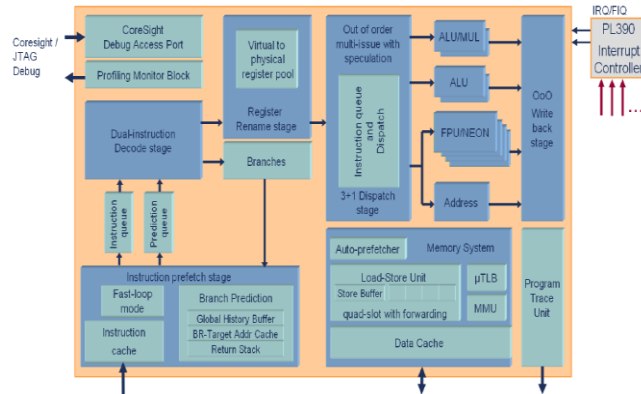 Coresight /
JTAG
Debug
CoreSight
Debug Access Port
Profiling Monitor Block
Dual-instruction
Decode stage
Instruction
queue
Prediction
queue
Instruction prefetch stage
Fast-loop
mode
Instruction
cache
Branch Prediction
Global History Buffer
BR-Target Addr Cache
Return Stack
Virtual to
physical
register pool
Register
Rename stage
Branches
Out of order
multi-issue with
speculation
Instruction queue
and
Dispatch
3+1 Dispatch
stage
ALU/MUL
ALU
FPU/NEON
Address
OoO
Write
back
stage
IRQ/FIQ
PL390
Interrupt
Controller
...
Auto-prefetcher
Memory System
Load-Store Unit
Store Buffer
quad-slot with forwarding
µTLB
MMU
Data Cache
Program
Trace
Unit